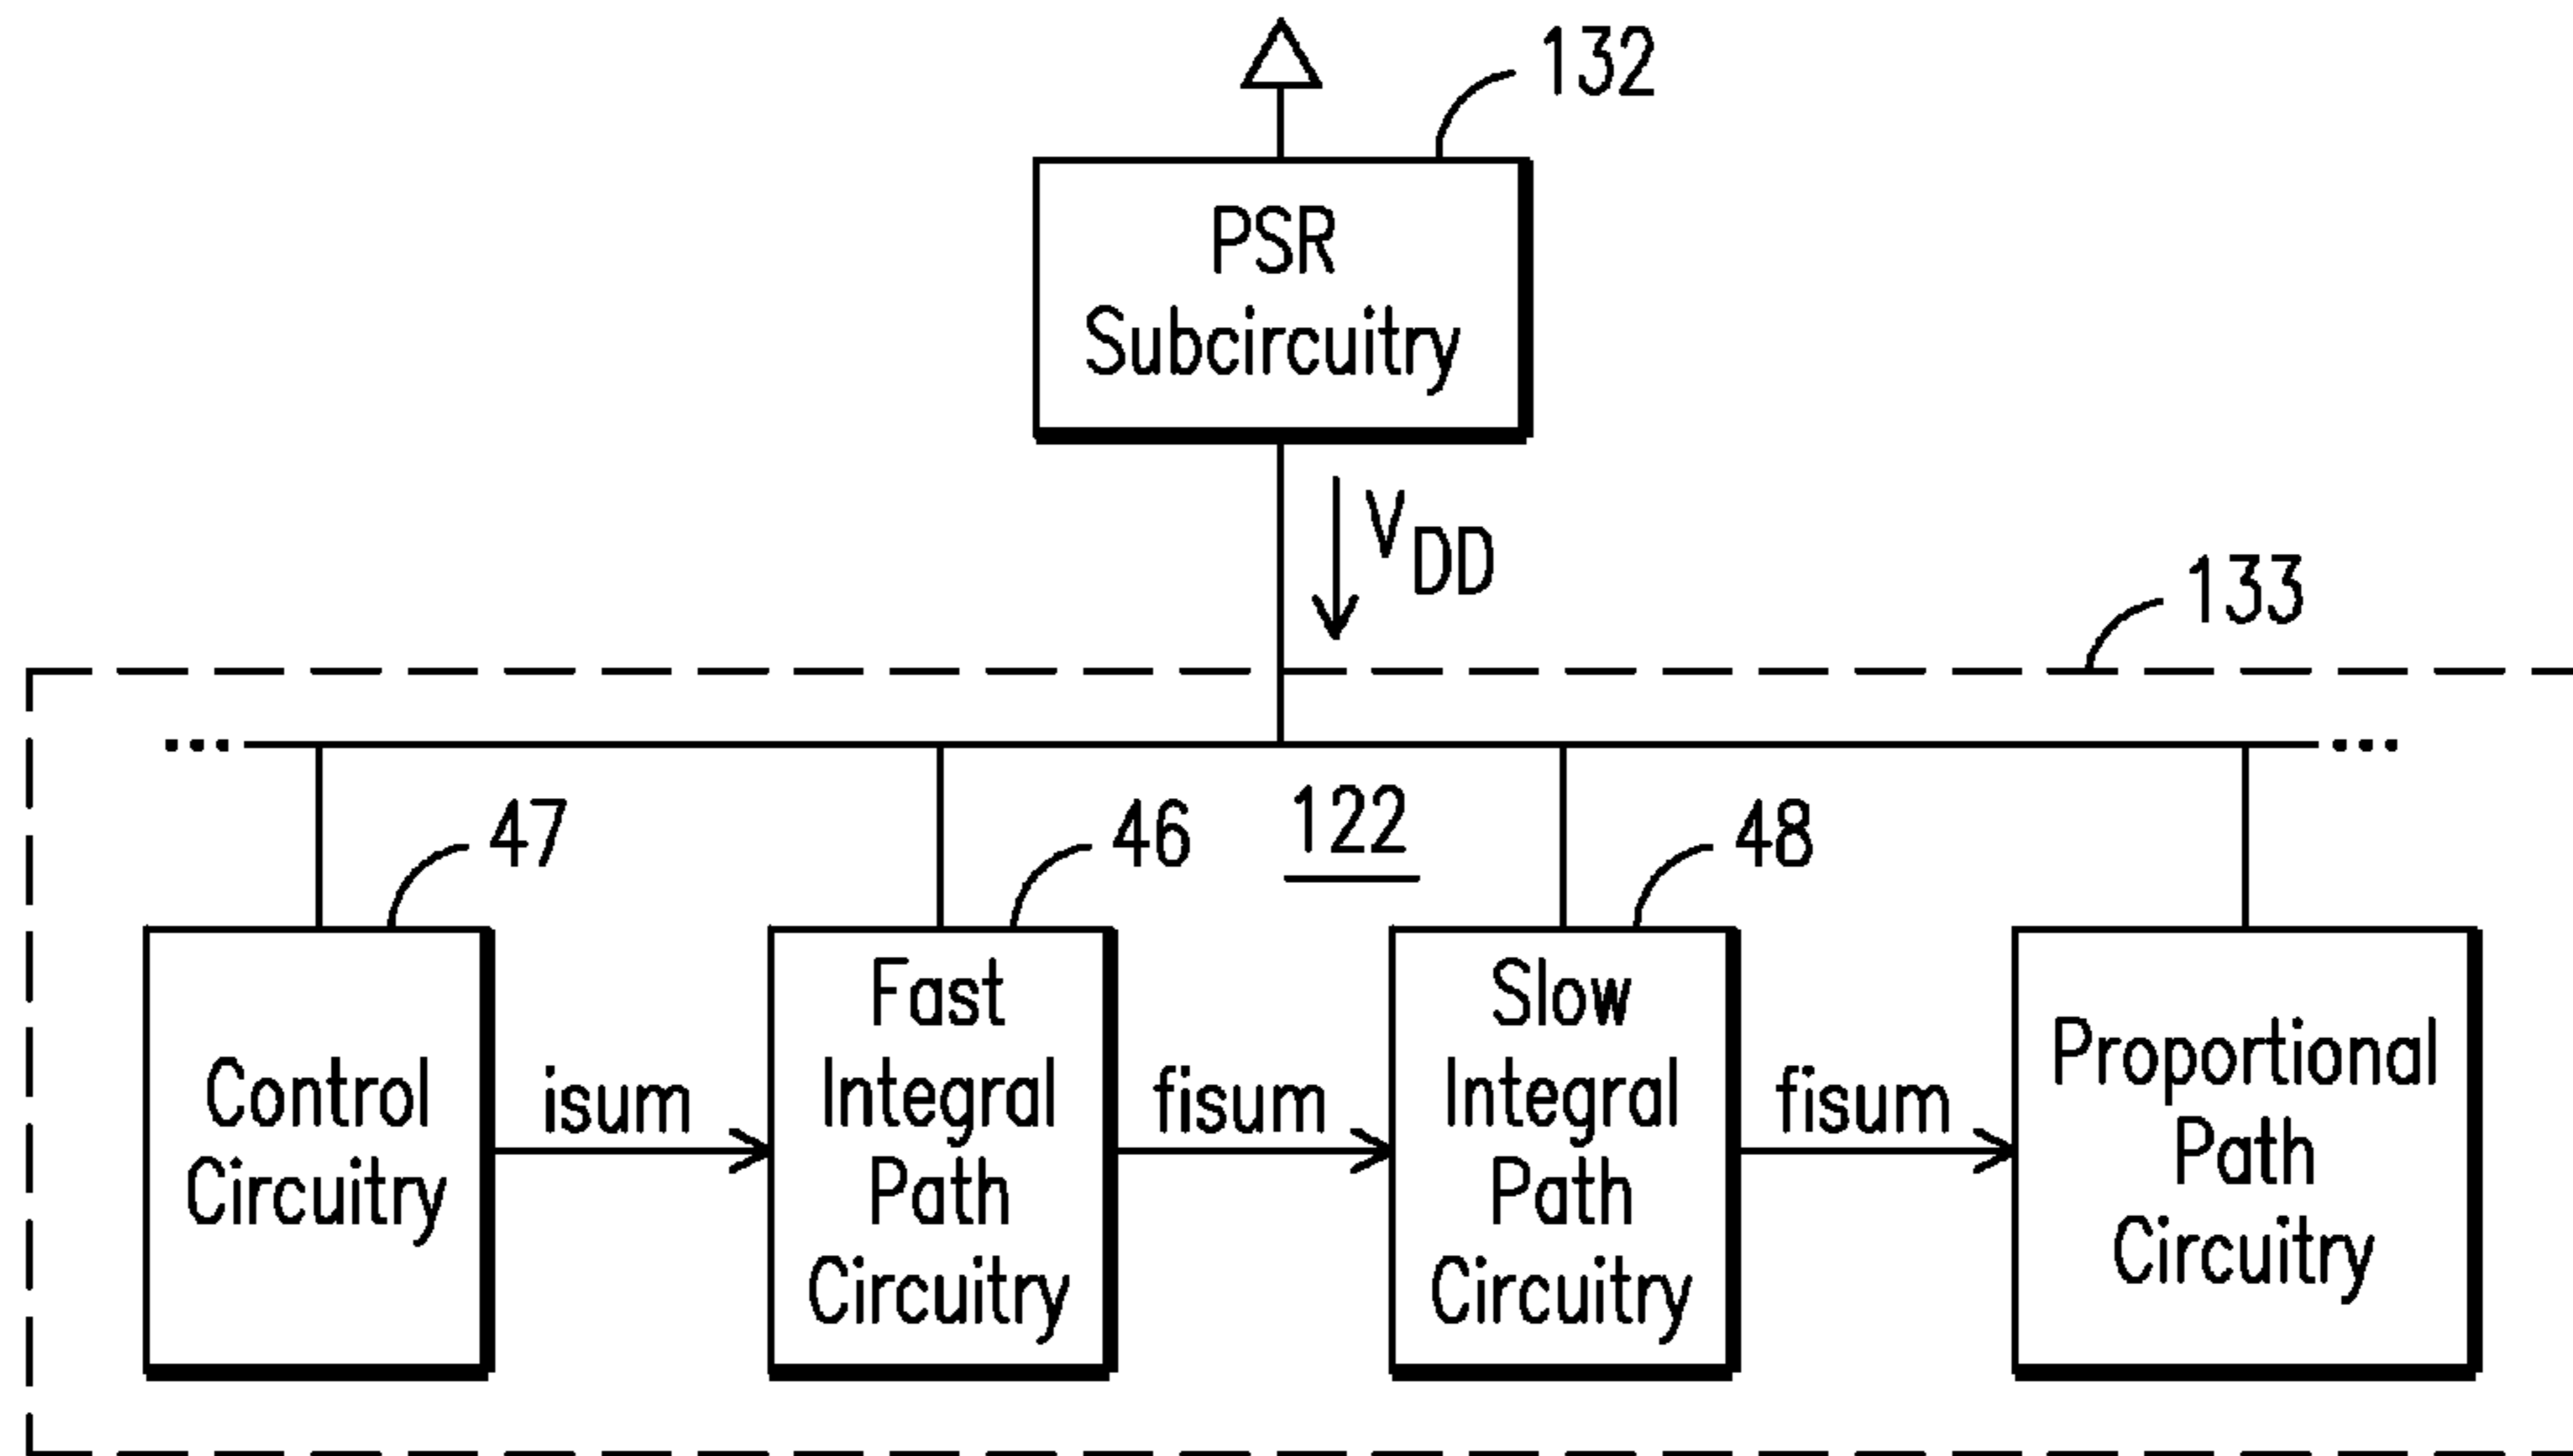 132
PSR
Subcircuitry
VDD
133
...
...
47
46
122
48
Control
Circuitry
isum
Fast
Integral
Path
Circuitry
fisum
Slow
Integral
Path
Circuitry
fisum
Proportional
Path
Circuitry